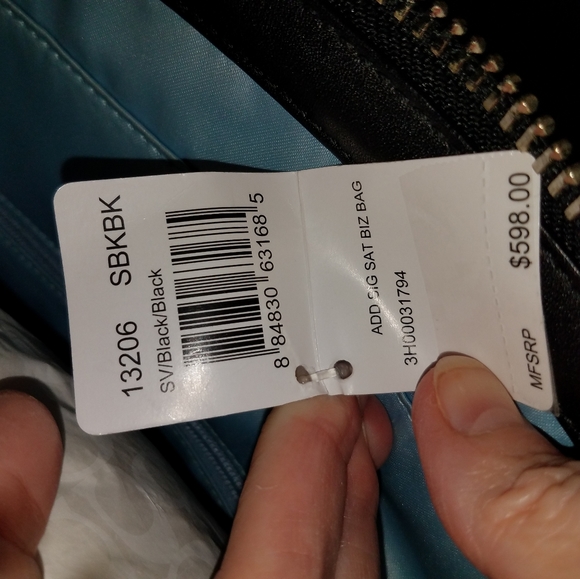 13206 SBKBK
SV/Black/Black
8 84830 63168 5
ADD SIG SAT BIZ BAG
3H00031794
$598.00
MFSRP